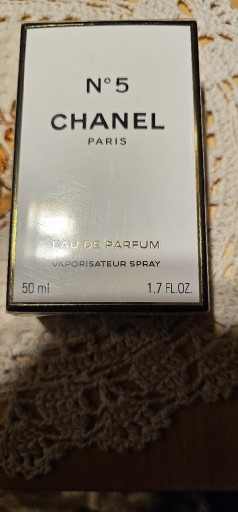 N°5
CHANEL
PARIS
EAU DE PARFUM
VAPORISATEUR SPRAY
50 ml 1.7 FL.OZ.